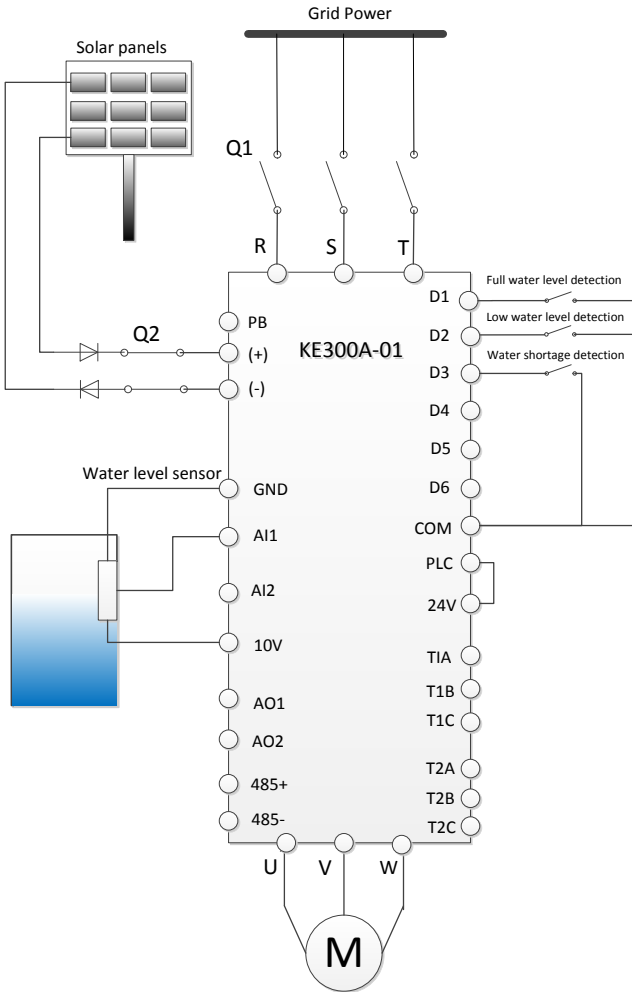 Grid Power
Solar panels
Q1
R
S
T
D1
Full water level detection
PB
Q2
KE300A-01
D2
Low water level detection
(+)
D3
Water shortage detection
(-)
D4
D5
Water level sensor
GND
D6
AI1
COM
PLC
AI2
24V
10V
TIA
T1B
AO1
T1C
AO2
T2A
485+
T2B
485-
T2C
U
V
W
M